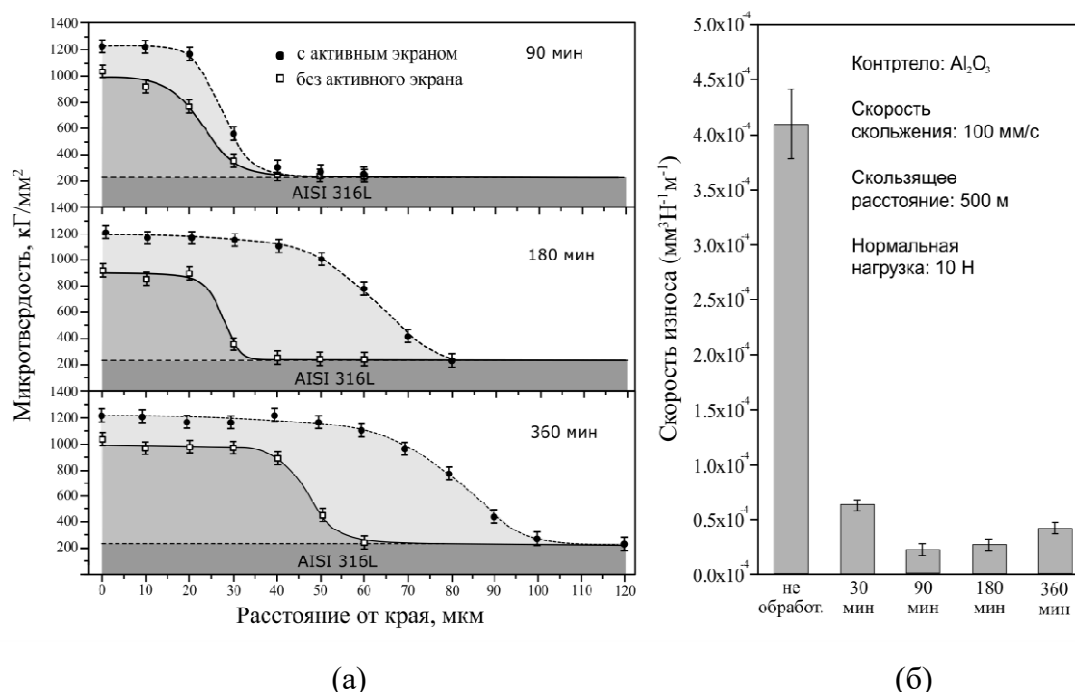 Микротвердость, кГ/мм²
1400
1200
1000
800
600
400
200
с активным экраном
без активного экрана
90 мин
AISI 316L
1400
1200
1000
800
600
400
200
180 мин
AISI 316L
1400
1200
1000
800
600
400
200
360 мин
AISI 316L
0 10 20 30 40 50 60 70 80 90 100 110 120
Расстояние от края, мкм
(а)
Скорость износа (мм³Н⁻¹м⁻¹)
5.0x10⁻⁴
4.5x10⁻⁴
4.0x10⁻⁴
3.5x10⁻⁴
3.0x10⁻⁴
2.5x10⁻⁴
2.0x10⁻⁴
1.5x10⁻⁴
1.0x10⁻⁴
0.5x10⁻⁴
0.0x10⁻⁴
Контртело: Al₂O₃
Скорость
скольжения: 100 мм/с
Скользящее
расстояние: 500 м
Нормальная
нагрузка: 10 Н
не 30 90 180 360
обработ. мин мин мин мин
(б)